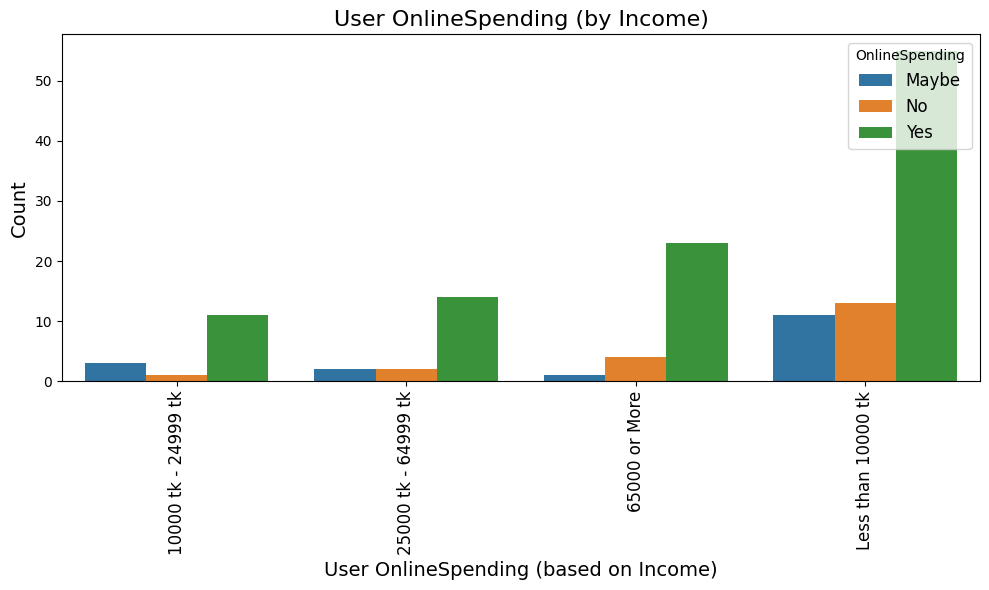 User OnlineSpending (by Income)
OnlineSpending
Maybe
No
Yes
Count
50
40
30
20
10
0
10000 tk - 24999 tk
25000 tk - 64999 tk
65000 or More
Less than 10000 tk
User OnlineSpending (based on Income)